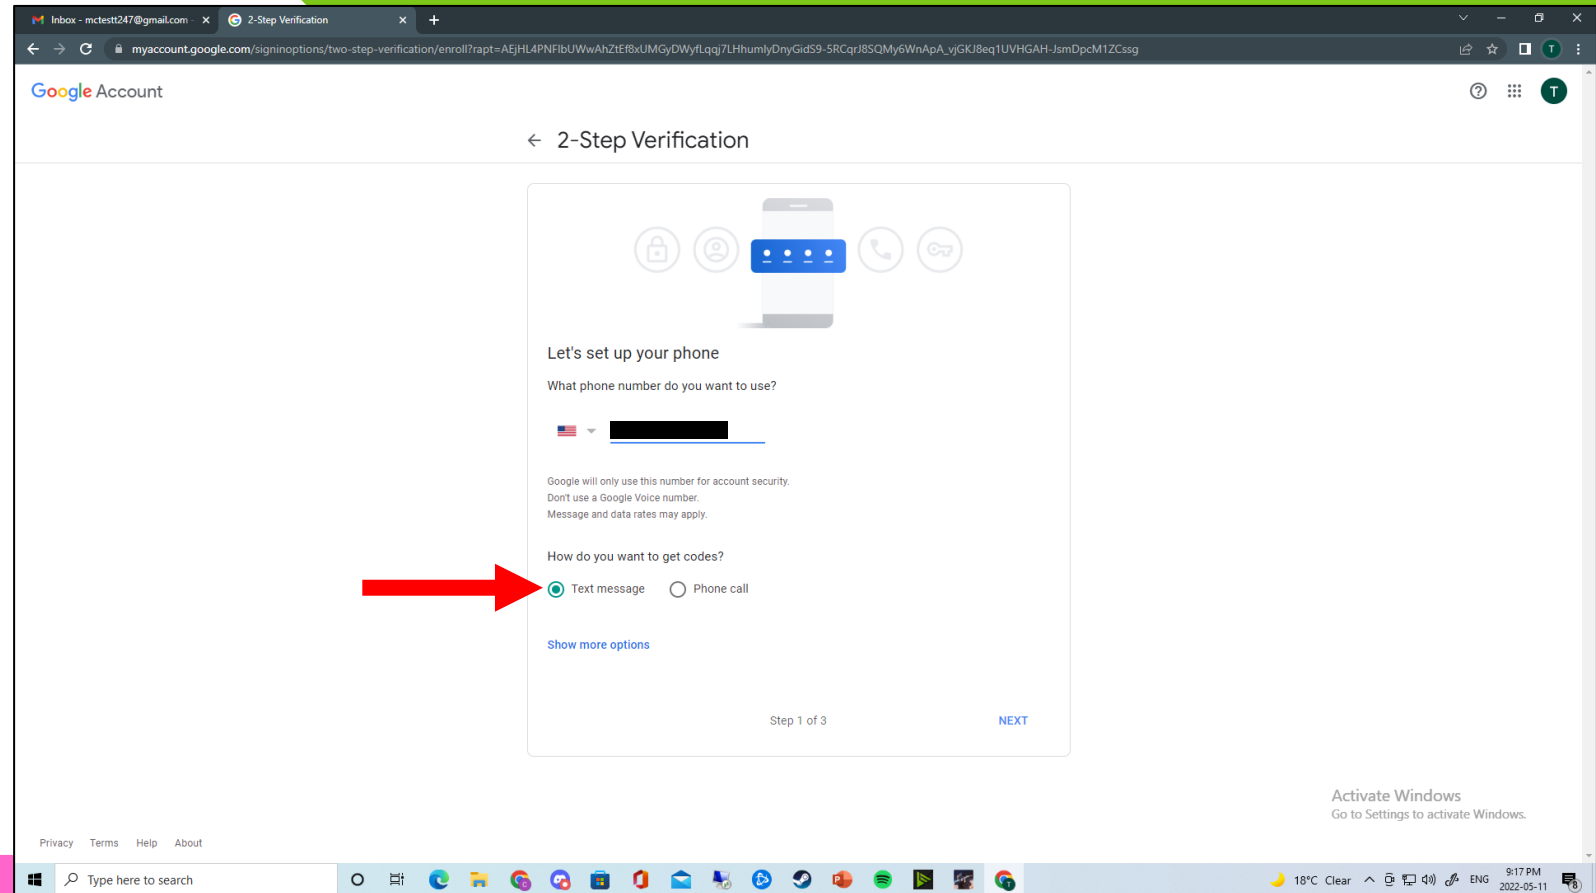 Inbox - mctestt247@gmail.com -
2-Step Verification
myaccount.google.com/signinoptions/two-step-verification/enroll?rapt=AEjHL4PNFIbUWwAhZtEf8xUMGyDWyfLqqj7LHhumIyDnyGidS9-5RCqrJ8SQMy6WnApA_vjGKJ8eq1UVHGAH-JsmDpcM1ZCssg
T
Google Account
T
2-Step Verification
Let's set up your phone
What phone number do you want to use?
Google will only use this number for account security.
Don't use a Google Voice number.
Message and data rates may apply.
How do you want to get codes?
Text message
Phone call
Show more options
Step 1 of 3
NEXT
Activate Windows
Go to Settings to activate Windows.
Privacy Terms Help About
Type here to search
18°C Clear
ENG
9:17 PM
2022-05-11